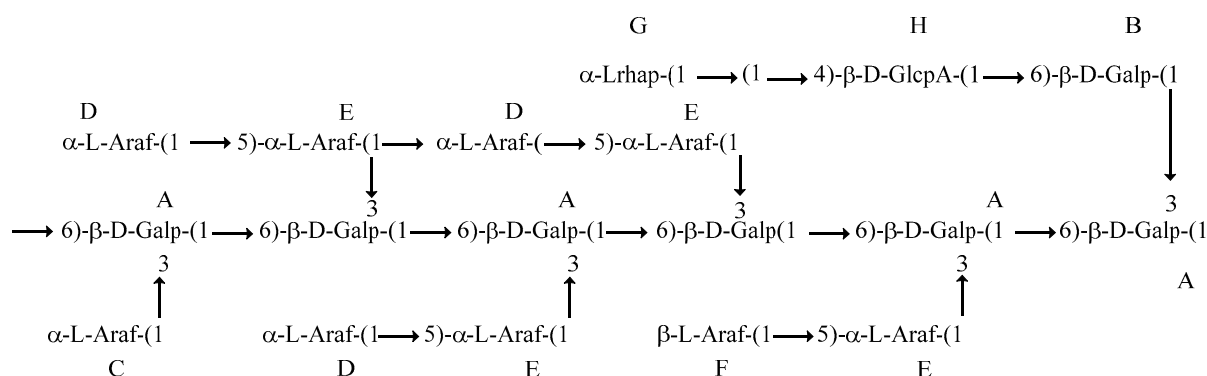 G H B
α-Lrhap-(1 → (1 → 4)-β-D-GlcpA-(1 → 6)-β-D-Galp-(1
D E D E
α-L-Araf-(1 → 5)-α-L-Araf-(1 → α-L-Araf-( → 5)-α-L-Araf-(1
A 3 A 3 A 3
→ 6)-β-D-Galp-(1 → 6)-β-D-Galp-(1 → 6)-β-D-Galp-(1 → 6)-β-D-Galp(1 → 6)-β-D-Galp-(1 → 6)-β-D-Galp-(1
3 3 3 A
α-L-Araf-(1 α-L-Araf-(1 → 5)-α-L-Araf-(1 β-L-Araf-(1 → 5)-α-L-Araf-(1
C D E F E